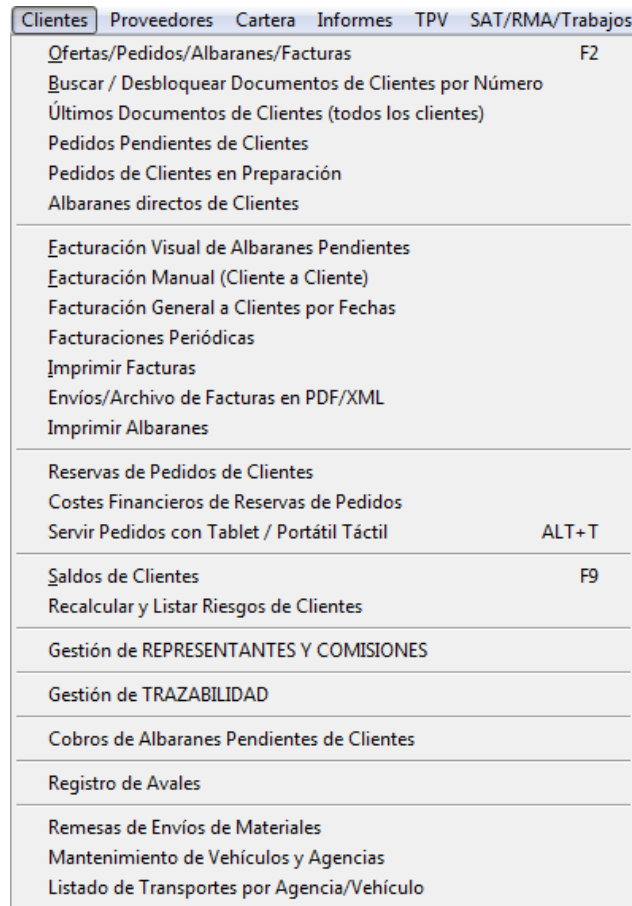 Clientes Proveedores Cartera Informes TPV SAT/RMA/Trabajos
Ofertas/Pedidos/Albaranes/Facturas F2
Buscar / Desbloquear Documentos de Clientes por Número
Últimos Documentos de Clientes (todos los clientes)
Pedidos Pendientes de Clientes
Pedidos de Clientes en Preparación
Albaranes directos de Clientes
Facturación Visual de Albaranes Pendientes
Facturación Manual (Cliente a Cliente)
Facturación General a Clientes por Fechas
Facturaciones Periódicas
Imprimir Facturas
Envíos/Archivo de Facturas en PDF/XML
Imprimir Albaranes
Reservas de Pedidos de Clientes
Costes Financieros de Reservas de Pedidos
Servir Pedidos con Tablet / Portátil Táctil ALT+T
Saldos de Clientes F9
Recalcular y Listar Riesgos de Clientes
Gestión de REPRESENTANTES Y COMISIONES
Gestión de TRAZABILIDAD
Cobros de Albaranes Pendientes de Clientes
Registro de Avales
Remesas de Envíos de Materiales
Mantenimiento de Vehículos y Agencias
Listado de Transportes por Agencia/Vehículo